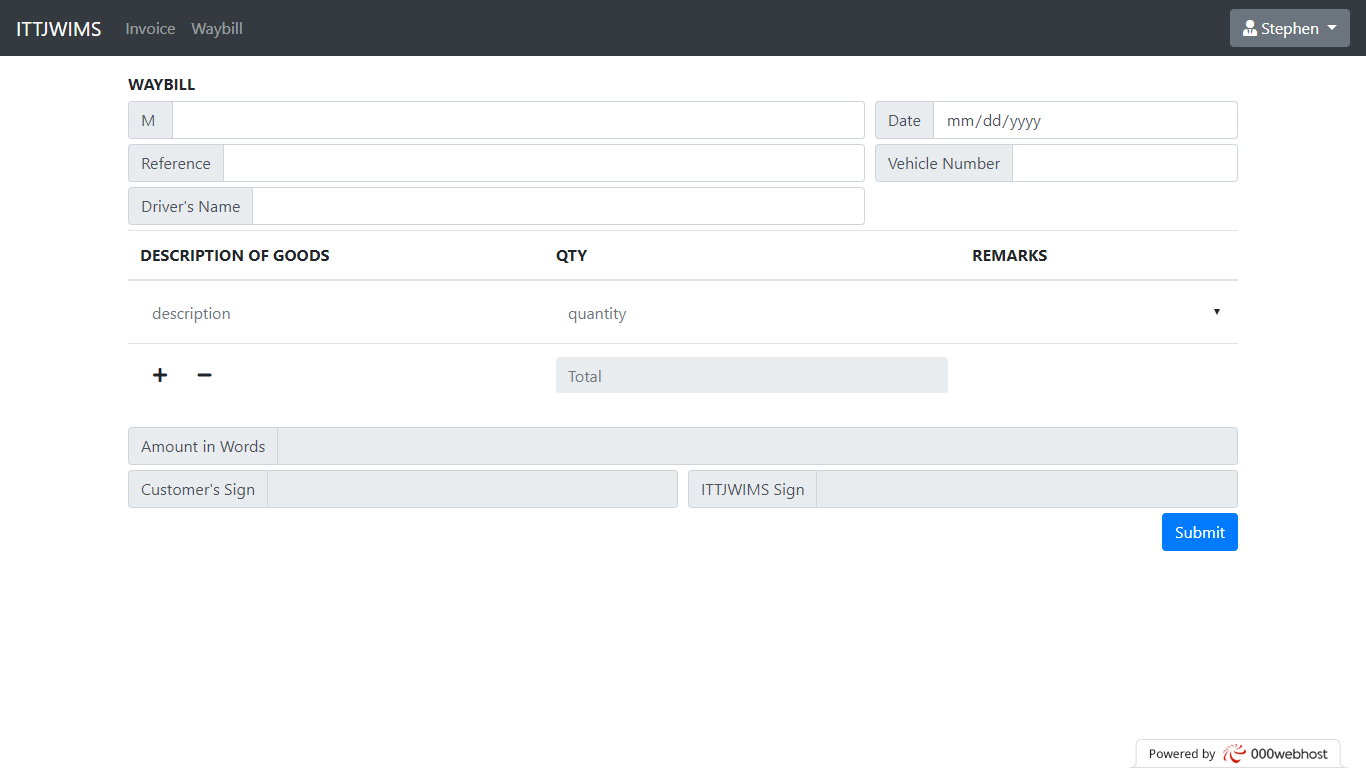 ITTJWIMS Invoice Waybill Stephen
WAYBILL
M Date mm/dd/yyyy
Reference Vehicle Number
Driver's Name
DESCRIPTION OF GOODS QTY REMARKS
description quantity
Total
Amount in Words
Customer's Sign ITTJWIMS Sign
Submit
Powered by 000webhost